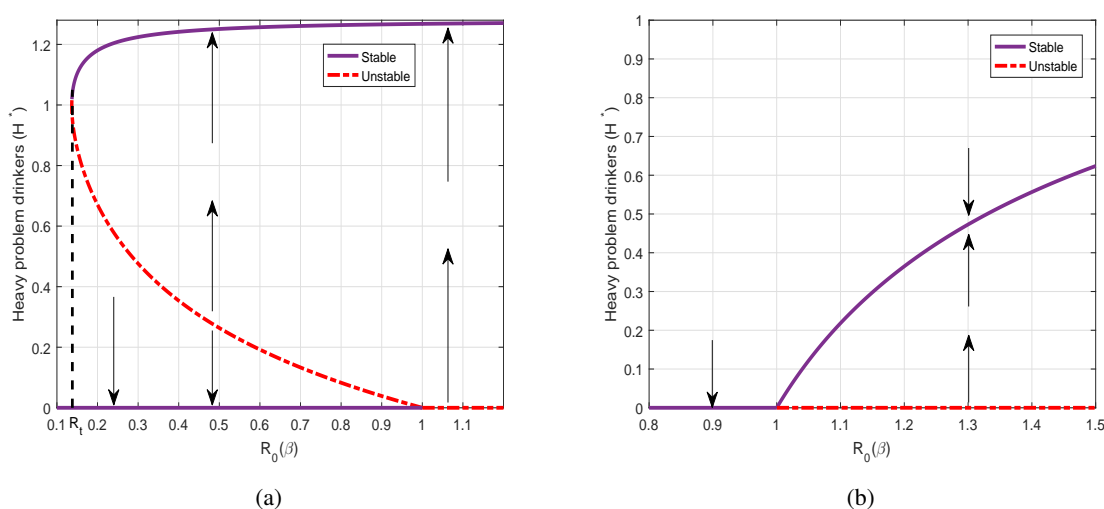 Heavy problem drinkers (H*)
1.2
1
0.8
0.6
0.4
0.2
0
0.1 R_t 0.2 0.3 0.4 0.5 0.6 0.7 0.8 0.9 1 1.1
R_0(β)
Stable
Unstable
(a)
Heavy problem drinkers (H*)
1
0.9
0.8
0.7
0.6
0.5
0.4
0.3
0.2
0.1
0
0.8 0.9 1 1.1 1.2 1.3 1.4 1.5
R_0(β)
Stable
Unstable
(b)